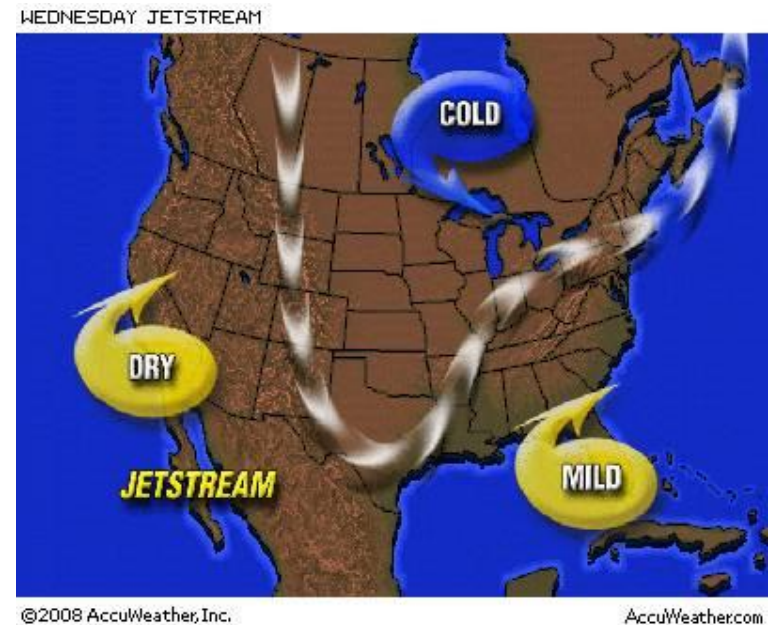 WEDNESDAY JETSTREAM
COLD
DRY
JETSTREAM
MILD
©2008 AccuWeather, Inc.
AccuWeather.com